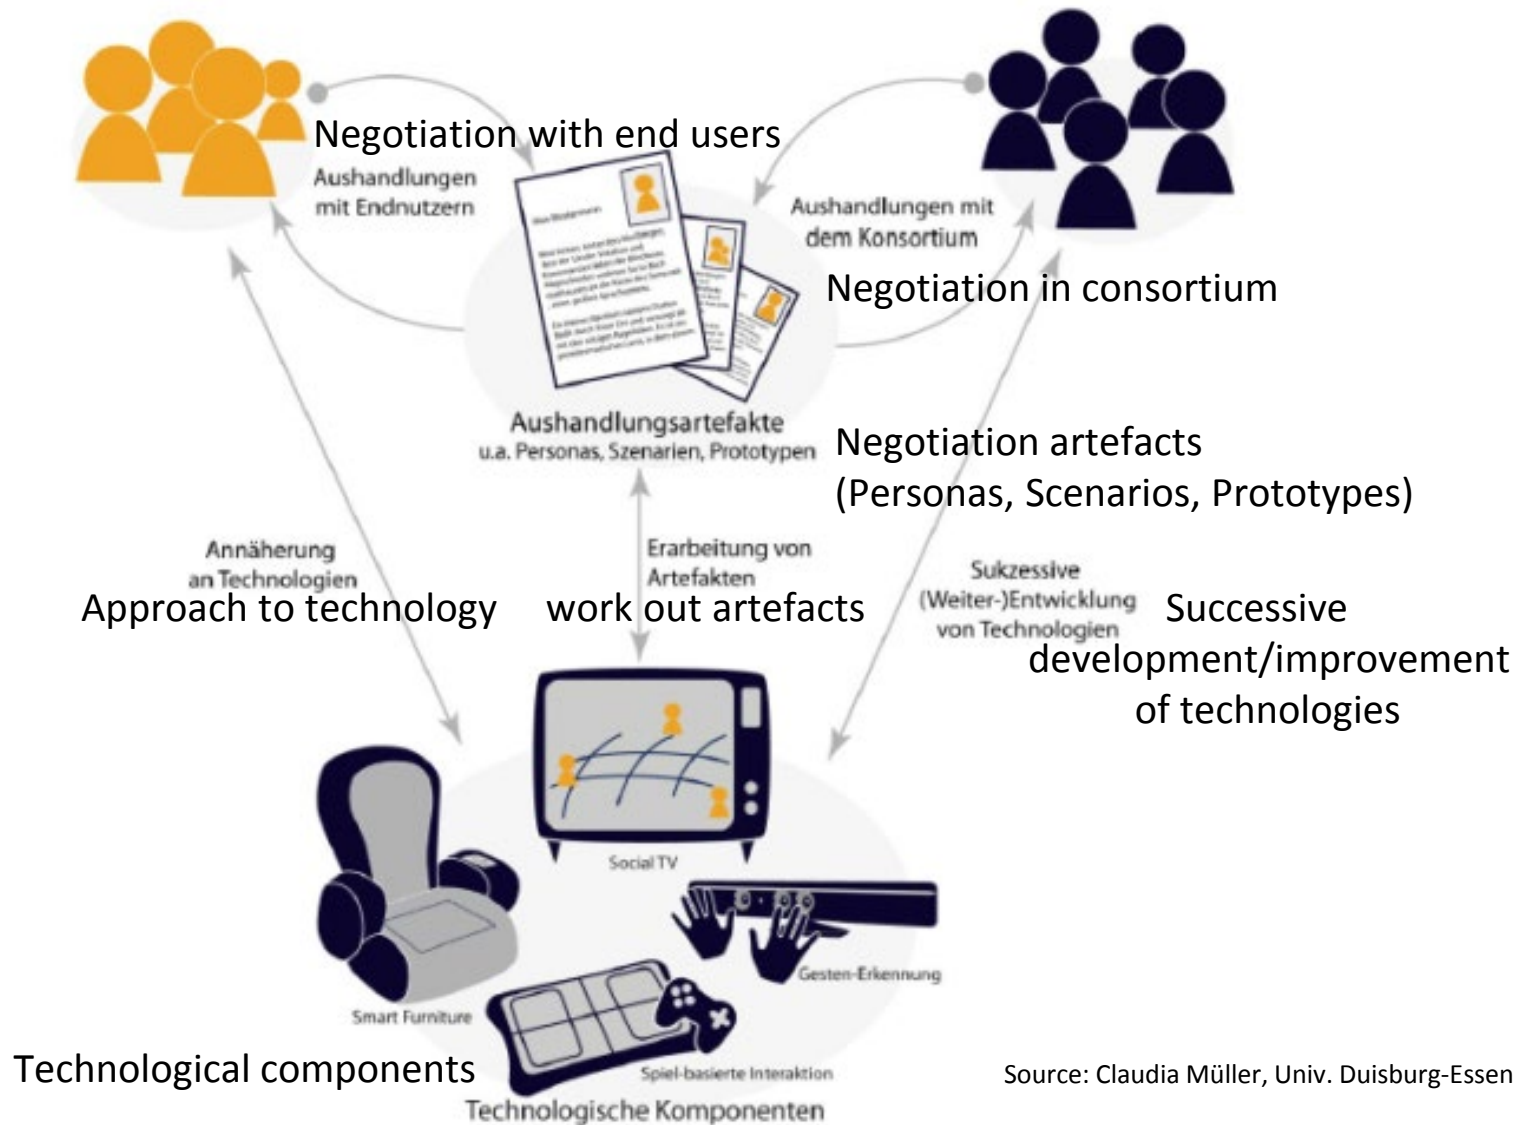 Negotiation with end users
Aushandlungen
mit Endnutzern
Aushandlungen mit
dem Konsortium
Negotiation in consortium
Aushandlungsartefakte
u.a. Personas, Szenarien, Prototypen
Negotiation artefacts
(Personas, Scenarios, Prototypes)
Annäherung
an Technologien
Approach to technology
Erarbeitung von
Artefakten
work out artefacts
Sukzessive
(Weiter-)Entwicklung
von Technologien
Successive
development/improvement
of technologies
Social TV
Gesten-Erkennung
Smart Furniture
Spiel-basierte Interaktion
Technological components
Technologische Komponenten
Source: Claudia Müller, Univ. Duisburg-Essen